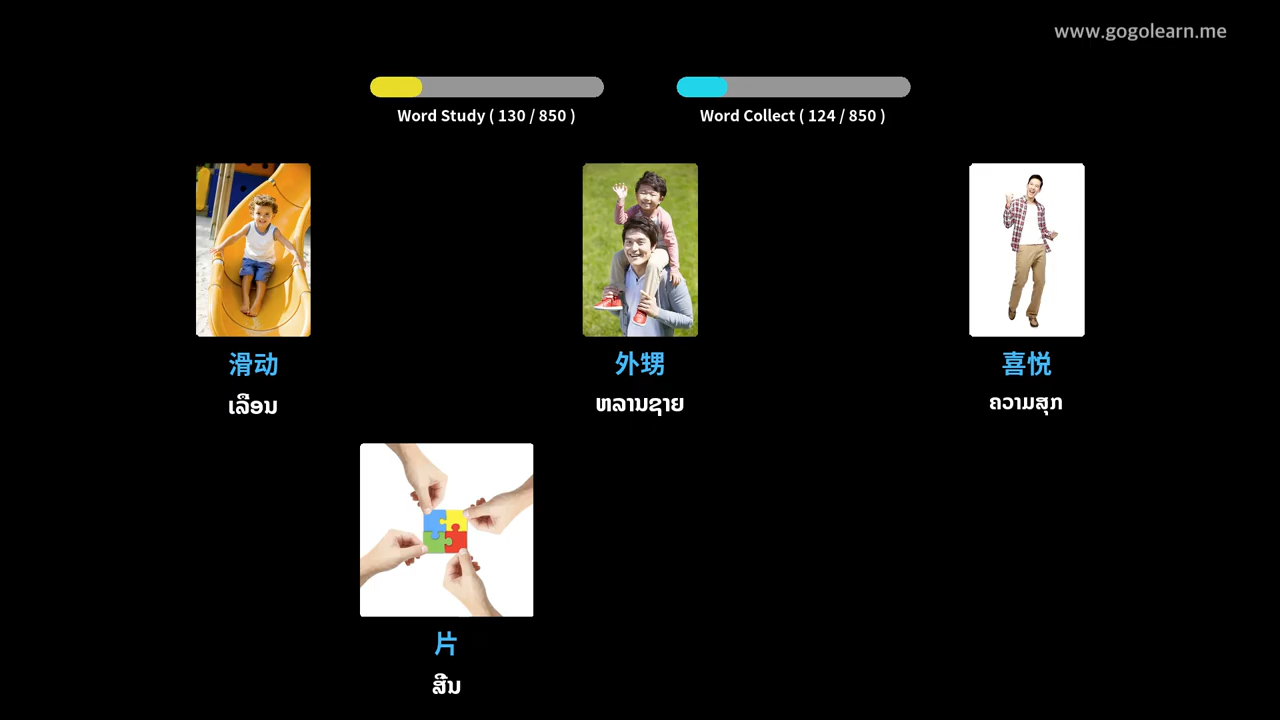 www.gogolearn.me
Word Study ( 130 / 850 )
Word Collect ( 124 / 850 )
滑动
ເລືອນ
外甥
ຫລານຊາຍ
喜悦
ຄວາມສຸກ
片
ສີນ